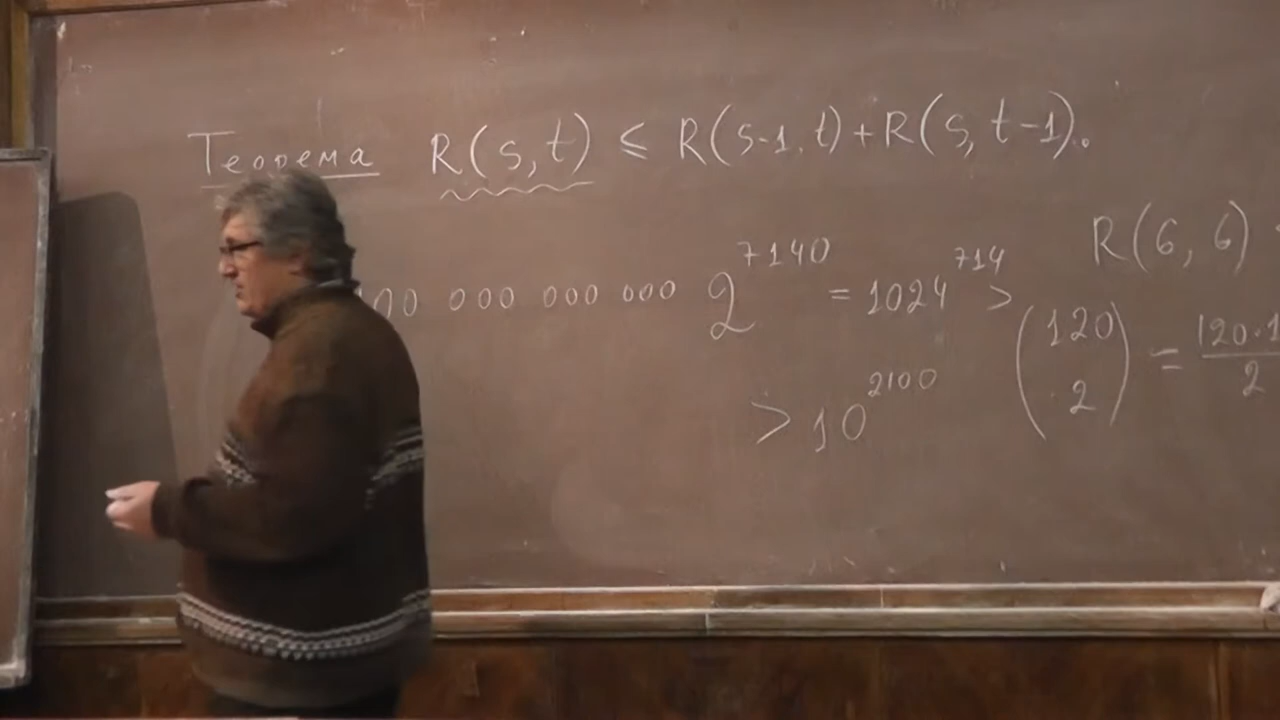 Теорема R(s,t) ≤ R(s-1,t)+R(s,t-1).
R(6,6)
00 000 000 000 2^7140 = 1024^714 >
(120 2) = 120·1/2
> 10^2100